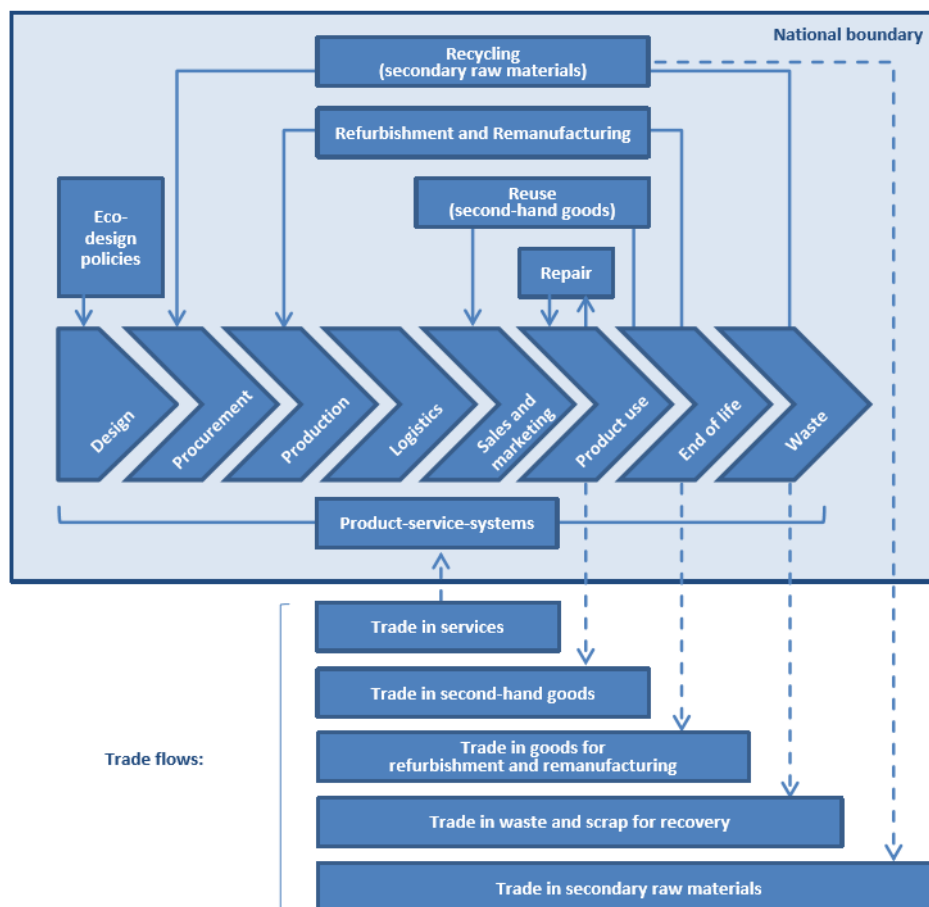 National boundary
Recycling
(secondary raw materials)
Refurbishment and Remanufacturing
Reuse
(second-hand goods)
Eco-
design
policies
Repair
Design
Procurement
Production
Logistics
Sales and
marketing
Product use
End of life
Waste
Product-service-systems
Trade in services
Trade in second-hand goods
Trade flows:
Trade in goods for
refurbishment and remanufacturing
Trade in waste and scrap for recovery
Trade in secondary raw materials